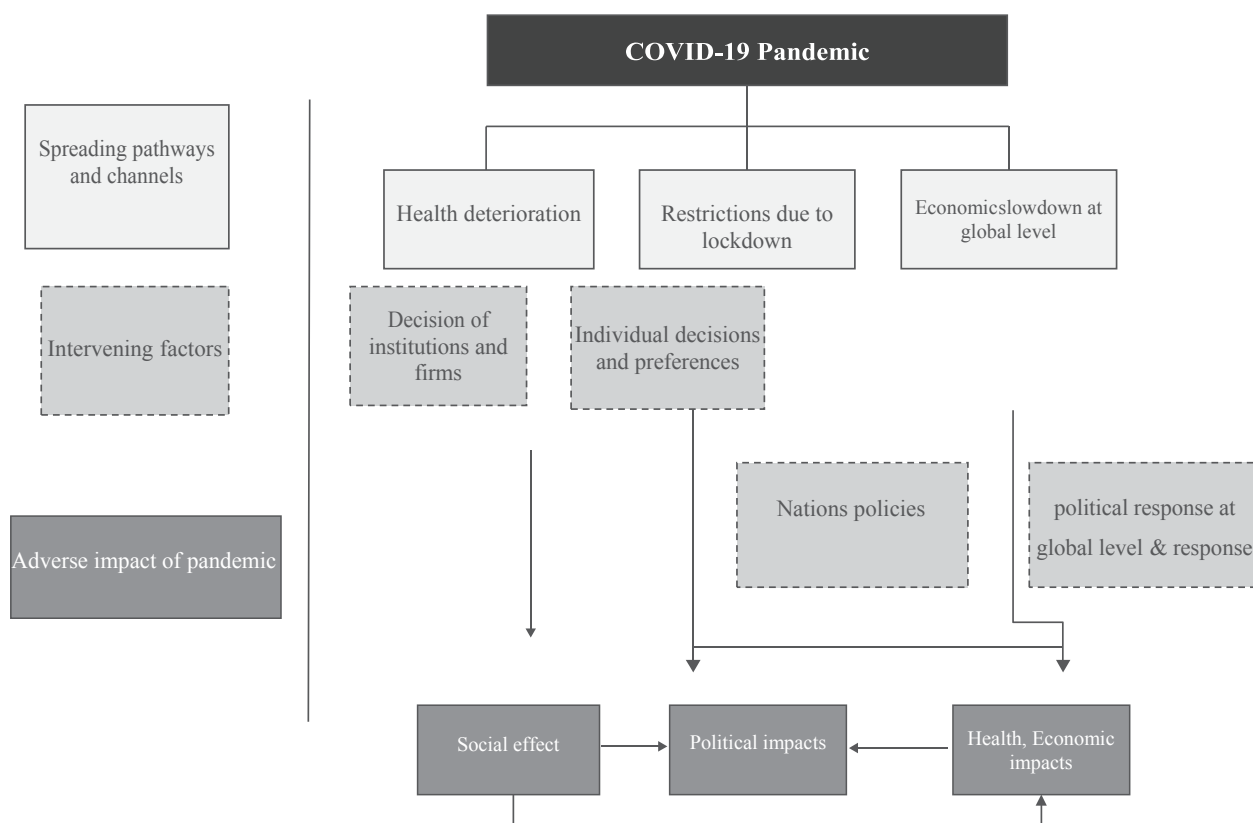 COVID-19 Pandemic
Spreading pathways
and channels
Health deterioration
Restrictions due to
lockdown
Economicslowdown at
global level
Intervening factors
Decision of
institutions and
firms
Individual decisions
and preferences
Nations policies
political response at
global level & response
Adverse impact of pandemic
Social effect
Political impacts
Health, Economic
impacts